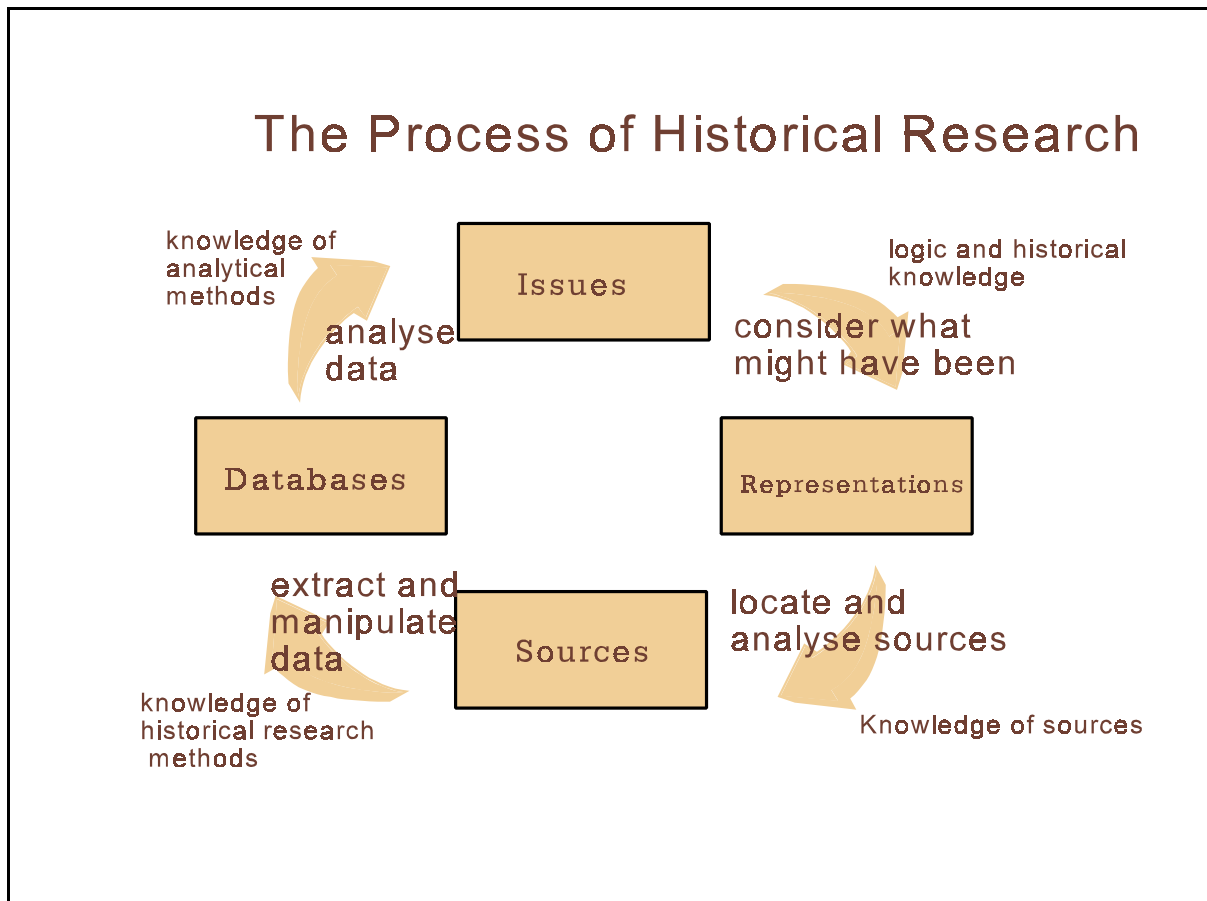 The Process of Historical Research
knowledge of
analytical
methods
Issues
logic and historical
knowledge
analyse
data
consider what
might have been
Databases
Representations
extract and
manipulate
data
Sources
locate and
analyse sources
knowledge of
historical research
methods
Knowledge of sources